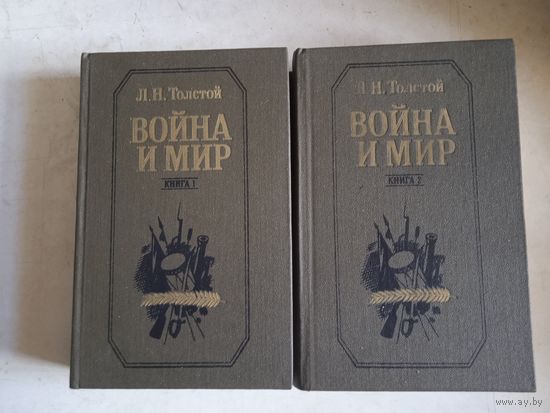 Л.Н.Толстой
ВОЙНА
И МИР
КНИГА 1
Л.Н.Толстой
ВОЙНА
И МИР
КНИГА 2
www.ay.by